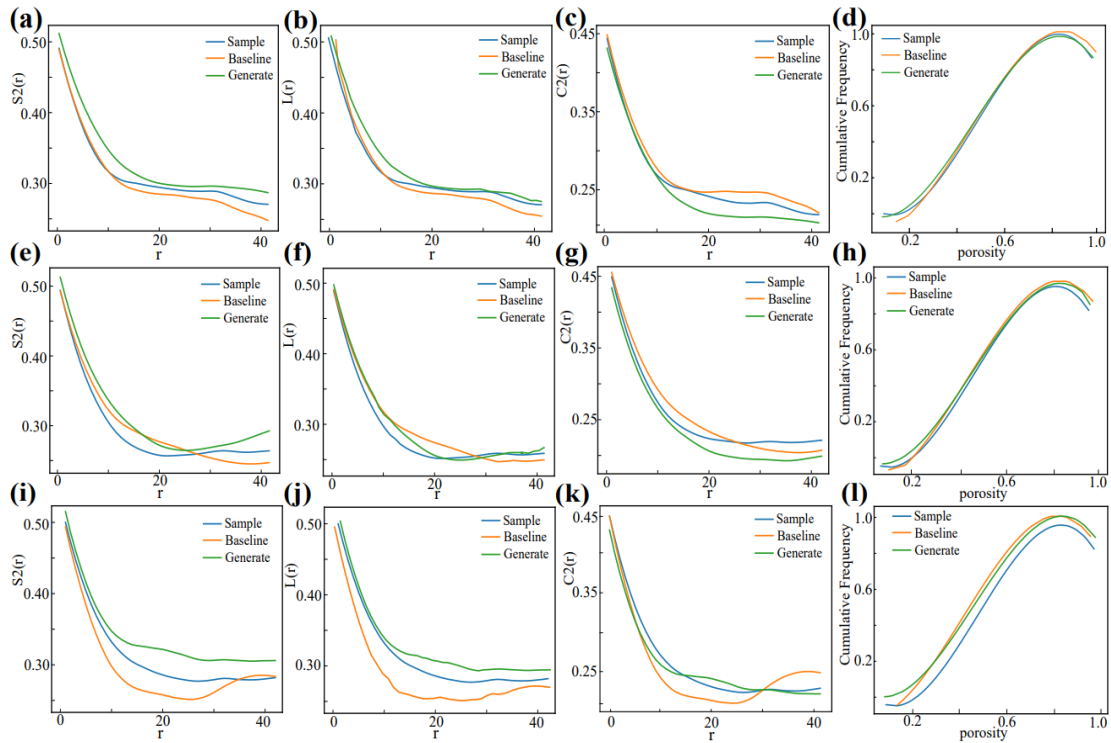 (a)
S2(r)
0.50
0.40
0.30
Sample
Baseline
Generate
0
20
40
r
(b)
L(r)
0.50
0.40
0.30
Sample
Baseline
Generate
0
20
40
r
(c)
C2(r)
0.45
0.25
Sample
Baseline
Generate
0
20
40
r
(d)
Cumulative Frequency
1.0
0.6
0.2
Sample
Baseline
Generate
0.2
0.6
1.0
porosity
(e)
S2(r)
0.50
0.40
0.30
Sample
Baseline
Generate
0
20
40
r
(f)
L(r)
0.50
0.40
0.30
Sample
Baseline
Generate
0
20
40
r
(g)
C2(r)
0.45
0.25
Sample
Baseline
Generate
0
20
40
r
(h)
Cumulative Frequency
1.0
0.6
0.2
Sample
Baseline
Generate
0.2
0.6
1.0
porosity
(i)
S2(r)
0.50
0.40
0.30
Sample
Baseline
Generate
0
20
40
r
(j)
L(r)
0.50
0.40
0.30
Sample
Baseline
Generate
0
20
40
r
(k)
C2(r)
0.45
0.25
Sample
Baseline
Generate
0
20
40
r
(l)
Cumulative Frequency
1.0
0.6
0.2
Sample
Baseline
Generate
0.2
0.6
1.0
porosity